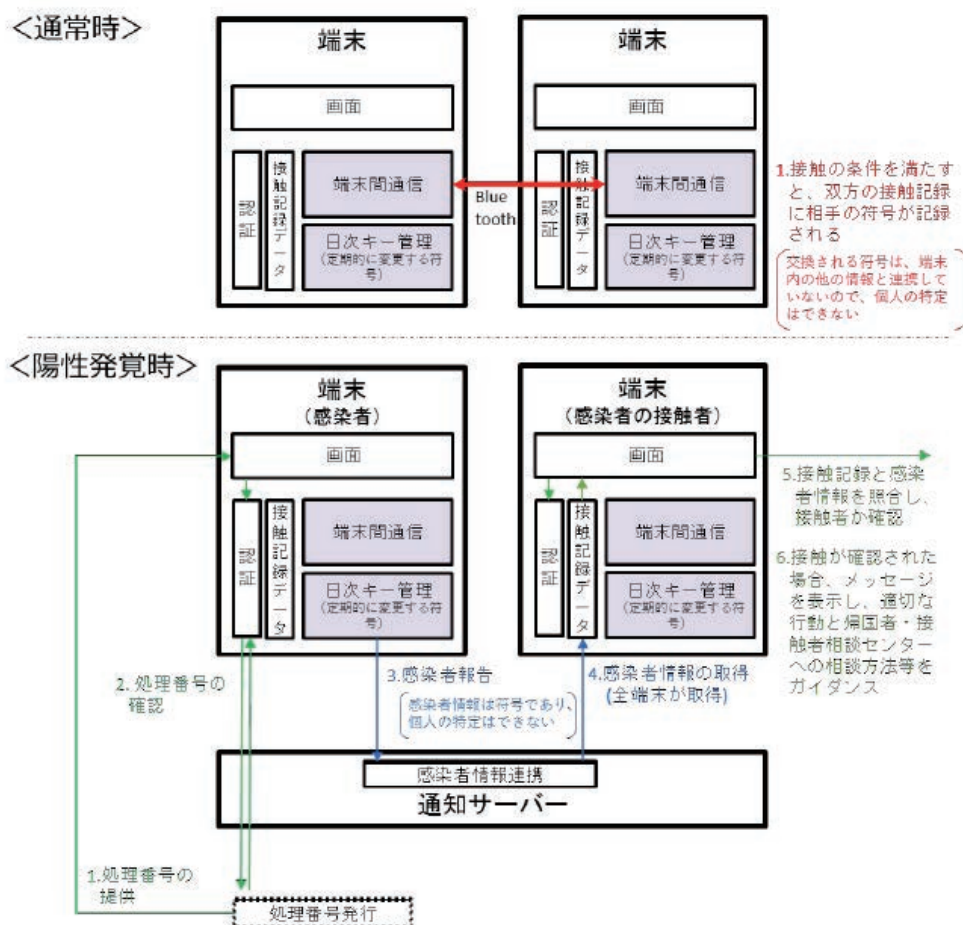 ＜通常時＞
端末
画面
認証
接触記録データ
端末間通信
日次キー管理
(定期的に変更する符
号)
Blue
tooth
端末
画面
認証
接触記録データ
端末間通信
日次キー管理
(定期的に変更する符
号)
1.接触の条件を満たす
と、双方の接触記録
に相手の符号が記録
される
交換される符号は、端末
内の他の情報と連携して
いないので、個人の特定
はできない
＜陽性発覚時＞
端末
(感染者)
画面
認証
接触記録データ
端末間通信
日次キー管理
(定期的に変更する符
号)
端末
(感染者の接触者)
画面
認証
接触記録データ
端末間通信
日次キー管理
(定期的に変更する符
号)
5.接触記録と感染
者情報を照合し、
接触者か確認
6.接触が確認された
場合、メッセージ
を表示し、適切な
行動と帰国者・接
触者相談センター
への相談方法等を
ガイダンス
2. 処理番号の
確認
3.感染者報告
感染者情報は符号であり、
個人の特定はできない
4.感染者情報の取得
(全端末が取得)
感染者情報連携
通知サーバー
1.処理番号の
提供
処理番号発行